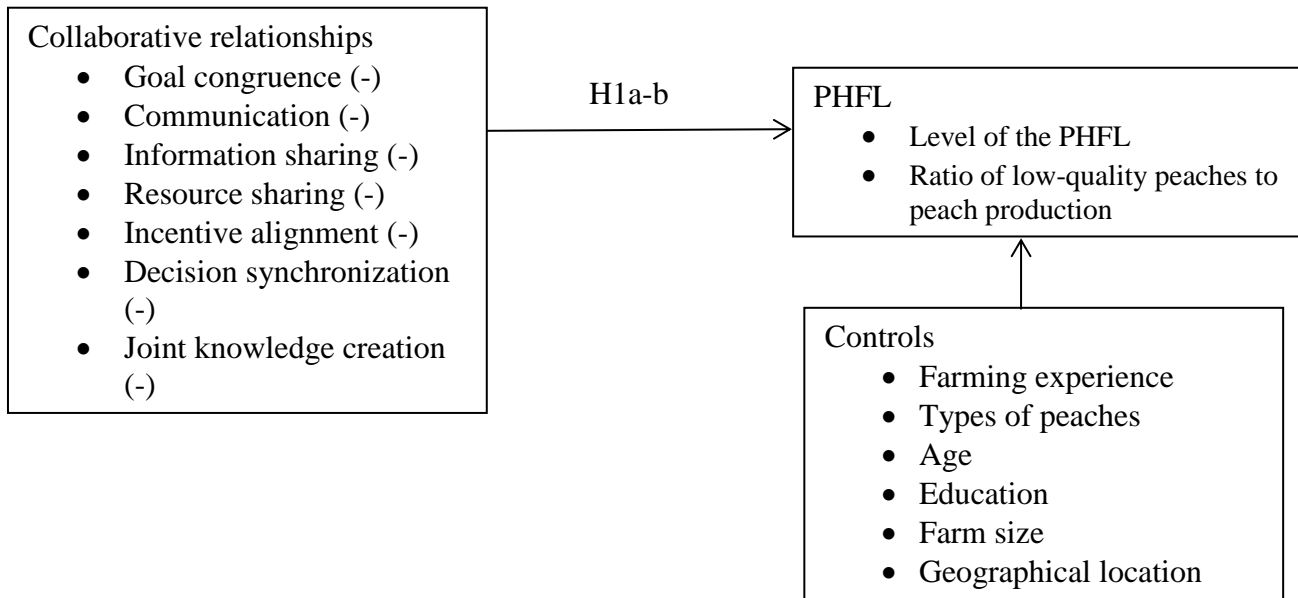 Collaborative relationships
• Goal congruence (-)
• Communication (-)
• Information sharing (-)
• Resource sharing (-)
• Incentive alignment (-)
• Decision synchronization
(-)
• Joint knowledge creation
(-)
H1a-b
PHFL
• Level of the PHFL
• Ratio of low-quality peaches to
peach production
Controls
• Farming experience
• Types of peaches
• Age
• Education
• Farm size
• Geographical location